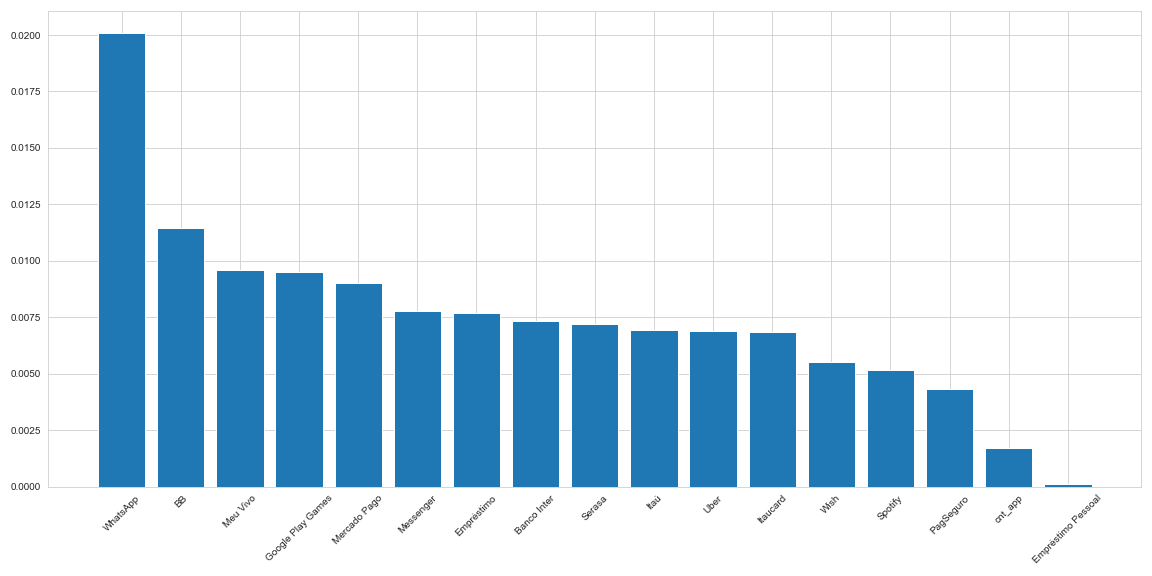 0.0200
0.0175
0.0150
0.0125
0.0100
0.0075
0.0050
0.0025
0.0000
WhatsApp
BB
Meu Vivo
Google Play Games
Mercado Pago
Messenger
Empréstimo
Banco Inter
Serasa
Itaú
Uber
Itaucard
Wish
Spotify
PagSeguro
cnt_app
Empréstimo Pessoal